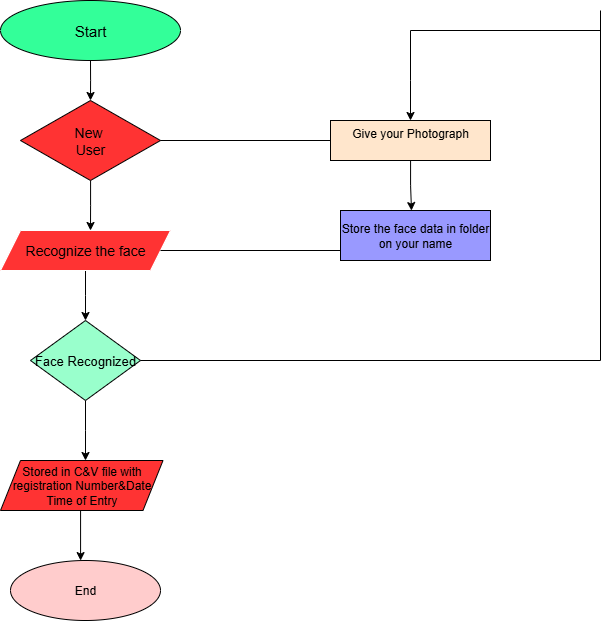 Start
New
User
Give your Photograph
Store the face data in folder
on your name
Recognize the face
Face Recognized
Stored in C&V file with
registration Number&Date
Time of Entry
End